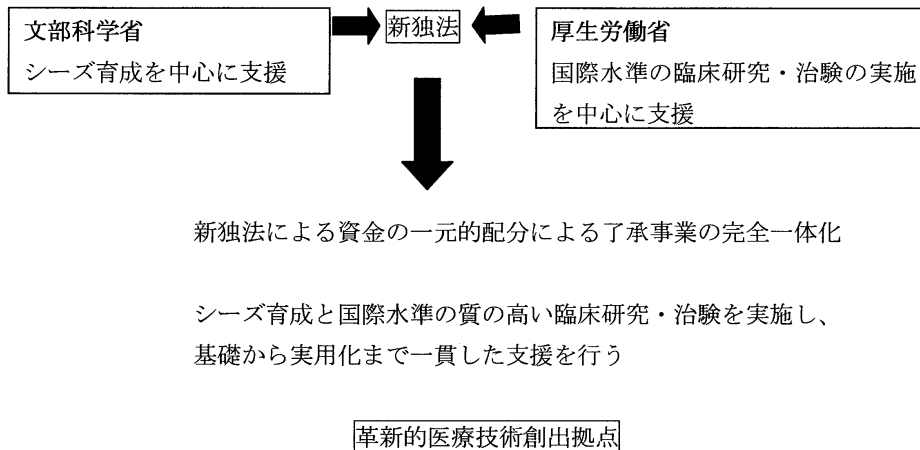 文部科学省
シーズ育成を中心に支援
新独法
厚生労働省
国際水準の臨床研究・治験の実施
を中心に支援
新独法による資金の一元的配分による了承事業の完全一体化
シーズ育成と国際水準の質の高い臨床研究・治験を実施し、
基礎から実用化まで一貫した支援を行う
革新的医療技術創出拠点